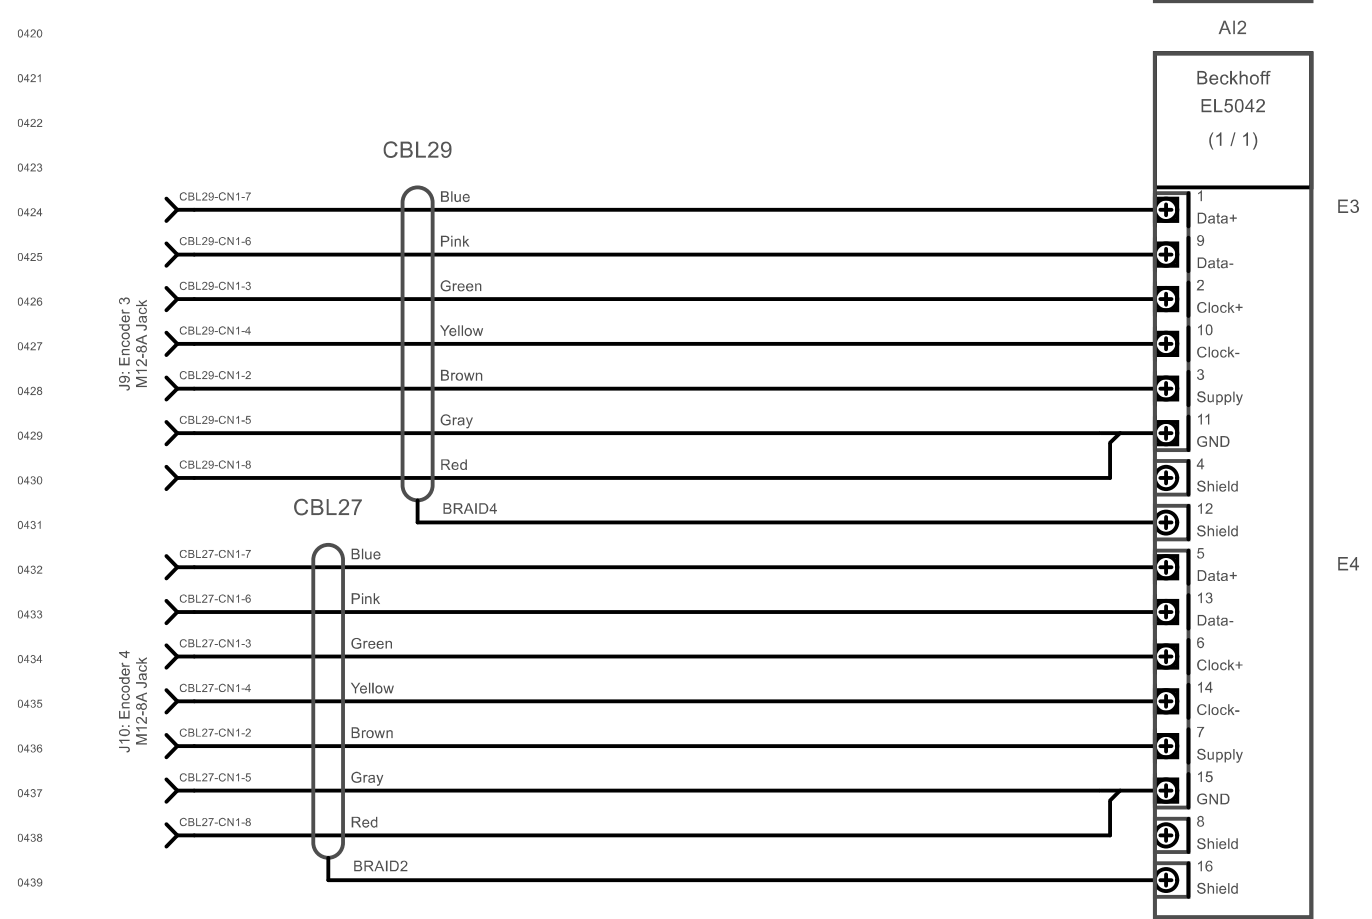 0420
AI2
0421
Beckhoff
EL5042
0422
(1 / 1)
CBL29
0423
0424
CBL29-CN1-7
Blue
1
Data+
E3
0425
CBL29-CN1-6
Pink
9
Data-
0426
CBL29-CN1-3
Green
2
Clock+
J9: Encoder 3
M12-8A Jack
0427
CBL29-CN1-4
Yellow
10
Clock-
0428
CBL29-CN1-2
Brown
3
Supply
0429
CBL29-CN1-5
Gray
11
GND
0430
CBL29-CN1-8
Red
4
Shield
CBL27
0431
BRAID4
12
Shield
0432
CBL27-CN1-7
Blue
5
Data+
E4
0433
CBL27-CN1-6
Pink
13
Data-
0434
CBL27-CN1-3
Green
6
Clock+
J10: Encoder 4
M12-8A Jack
0435
CBL27-CN1-4
Yellow
14
Clock-
0436
CBL27-CN1-2
Brown
7
Supply
0437
CBL27-CN1-5
Gray
15
GND
0438
CBL27-CN1-8
Red
8
Shield
0439
BRAID2
16
Shield